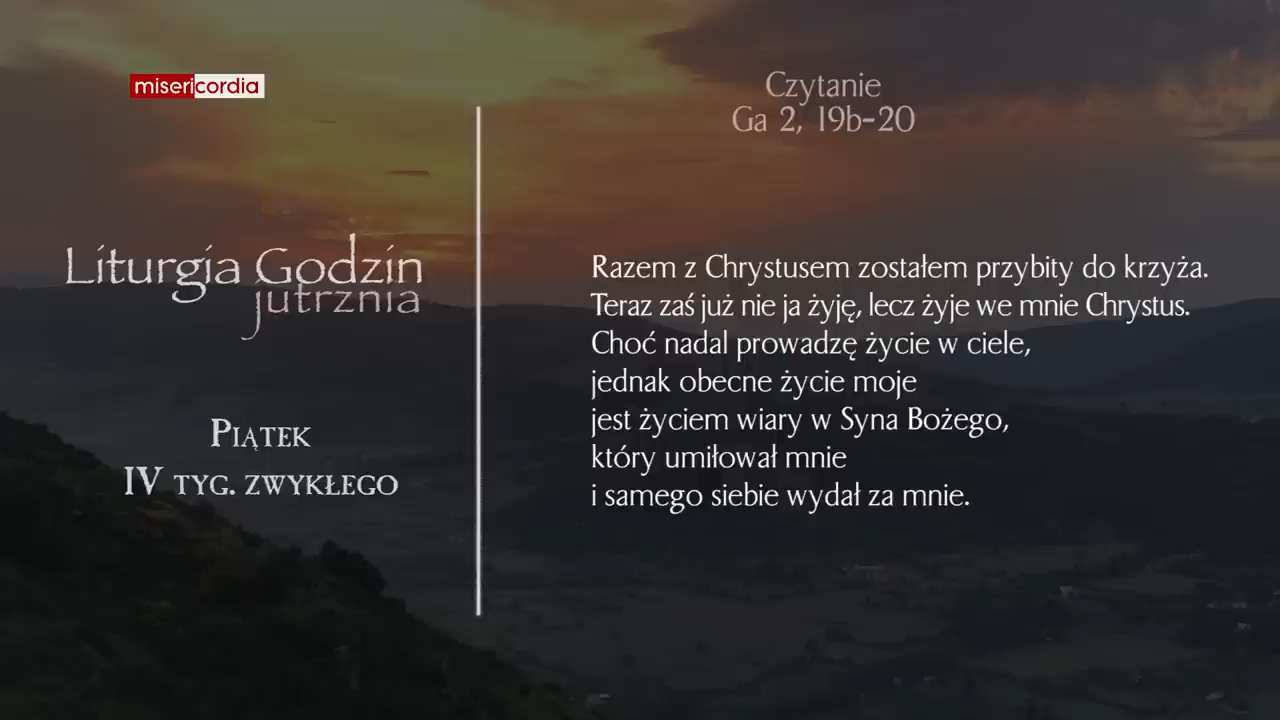 misericordia
Liturgia Godzin
jutrznia
Piątek
IV tyg. zwykłego
Czytanie
Ga 2, 19b-20
Razem z Chrystusem zostałem przybity do krzyża.
Teraz zaś już nie ja żyję, lecz żyje we mnie Chrystus.
Choć nadal prowadzę życie w ciele,
jednak obecne życie moje
jest życiem wiary w Syna Bożego,
który umiłował mnie
i samego siebie wydał za mnie.